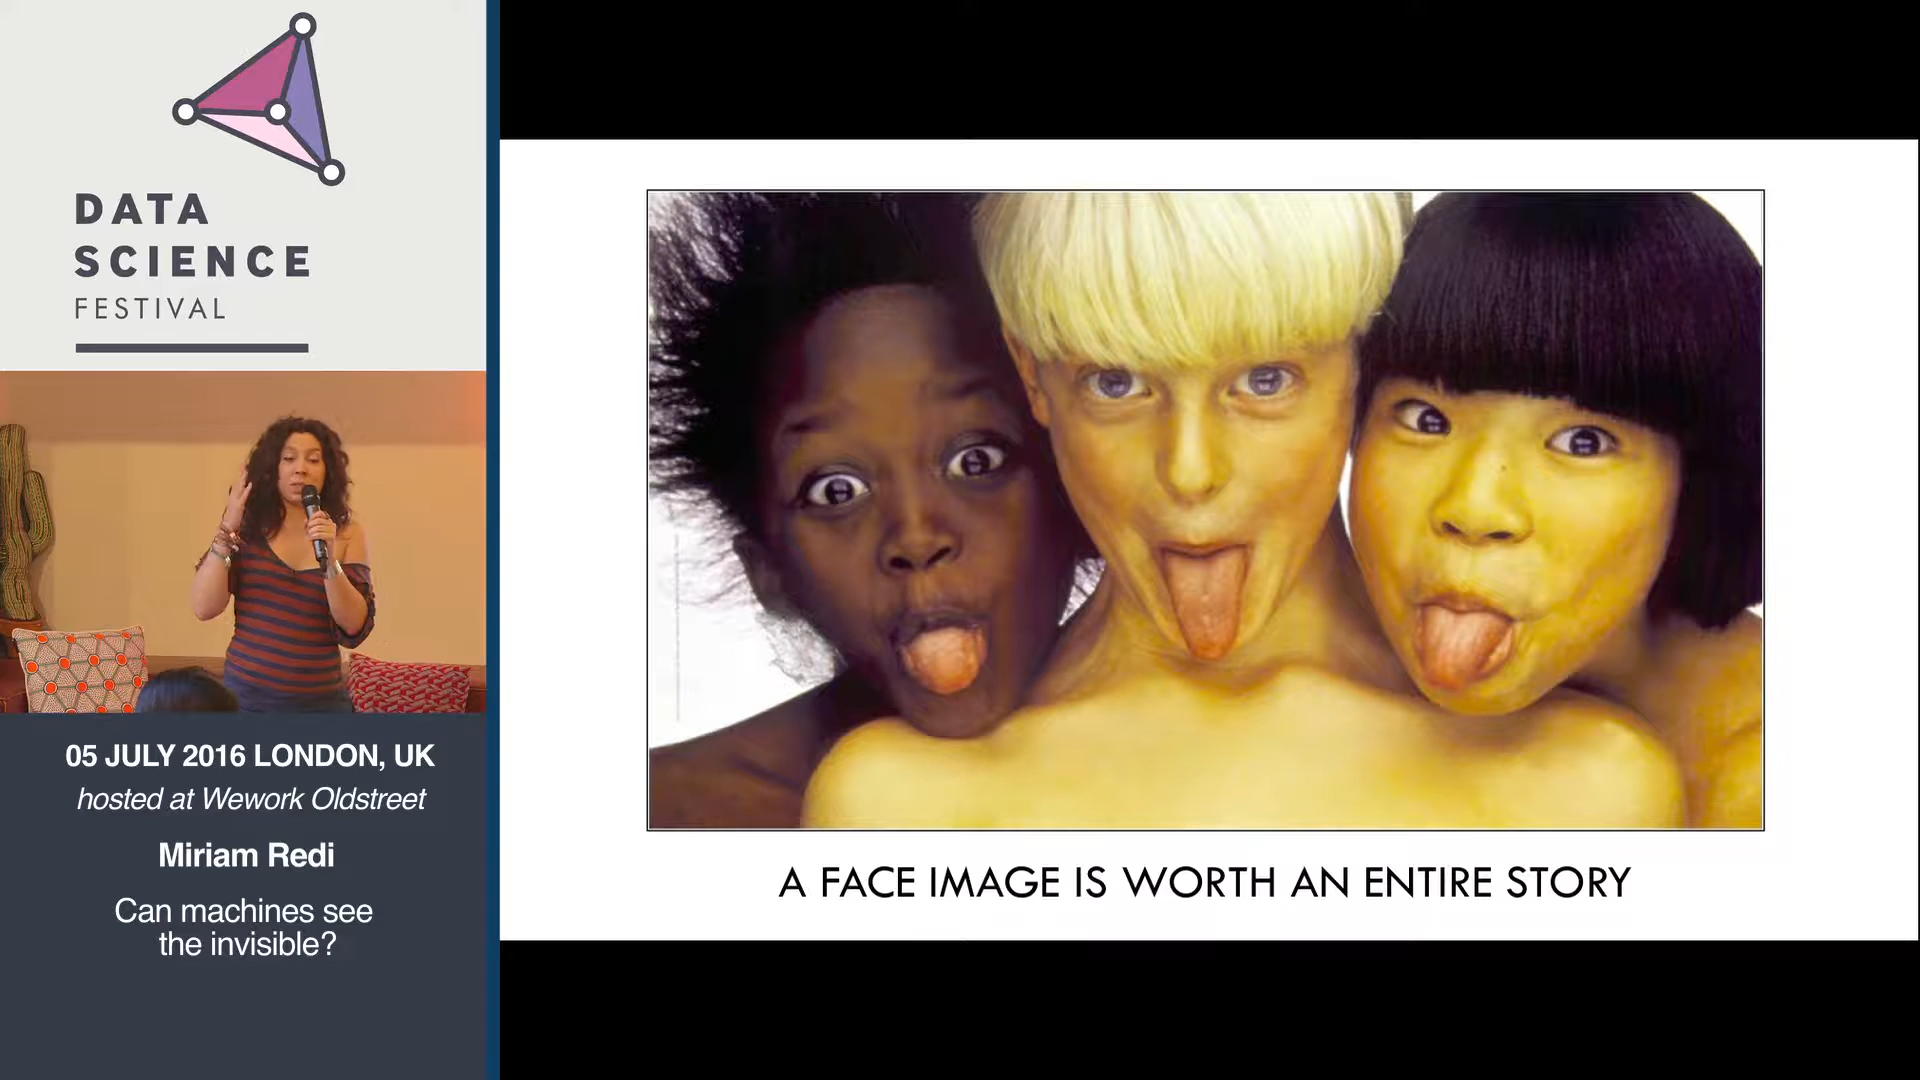 DATA
SCIENCE
FESTIVAL
05 JULY 2016 LONDON, UK
hosted at Wework Oldstreet
Miriam Redi
Can machines see
the invisible?
A FACE IMAGE IS WORTH AN ENTIRE STORY